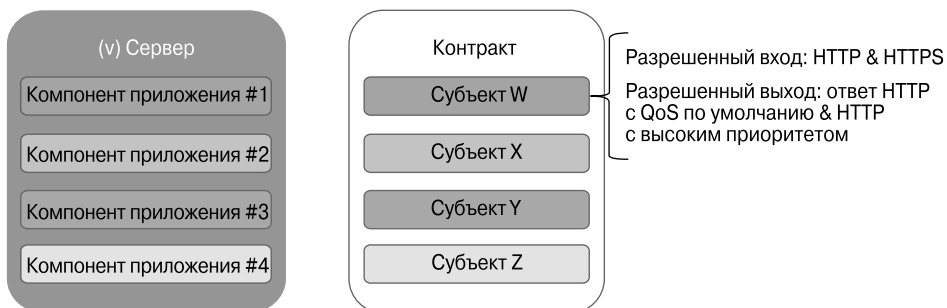 (v) Сервер
Компонент приложения #1
Компонент приложения #2
Компонент приложения #3
Компонент приложения #4
Контракт
Субъект W
Субъект X
Субъект Y
Субъект Z
Разрешенный вход: HTTP & HTTPS
Разрешенный выход: ответ HTTP
с QoS по умолчанию & HTTP
с высоким приоритетом